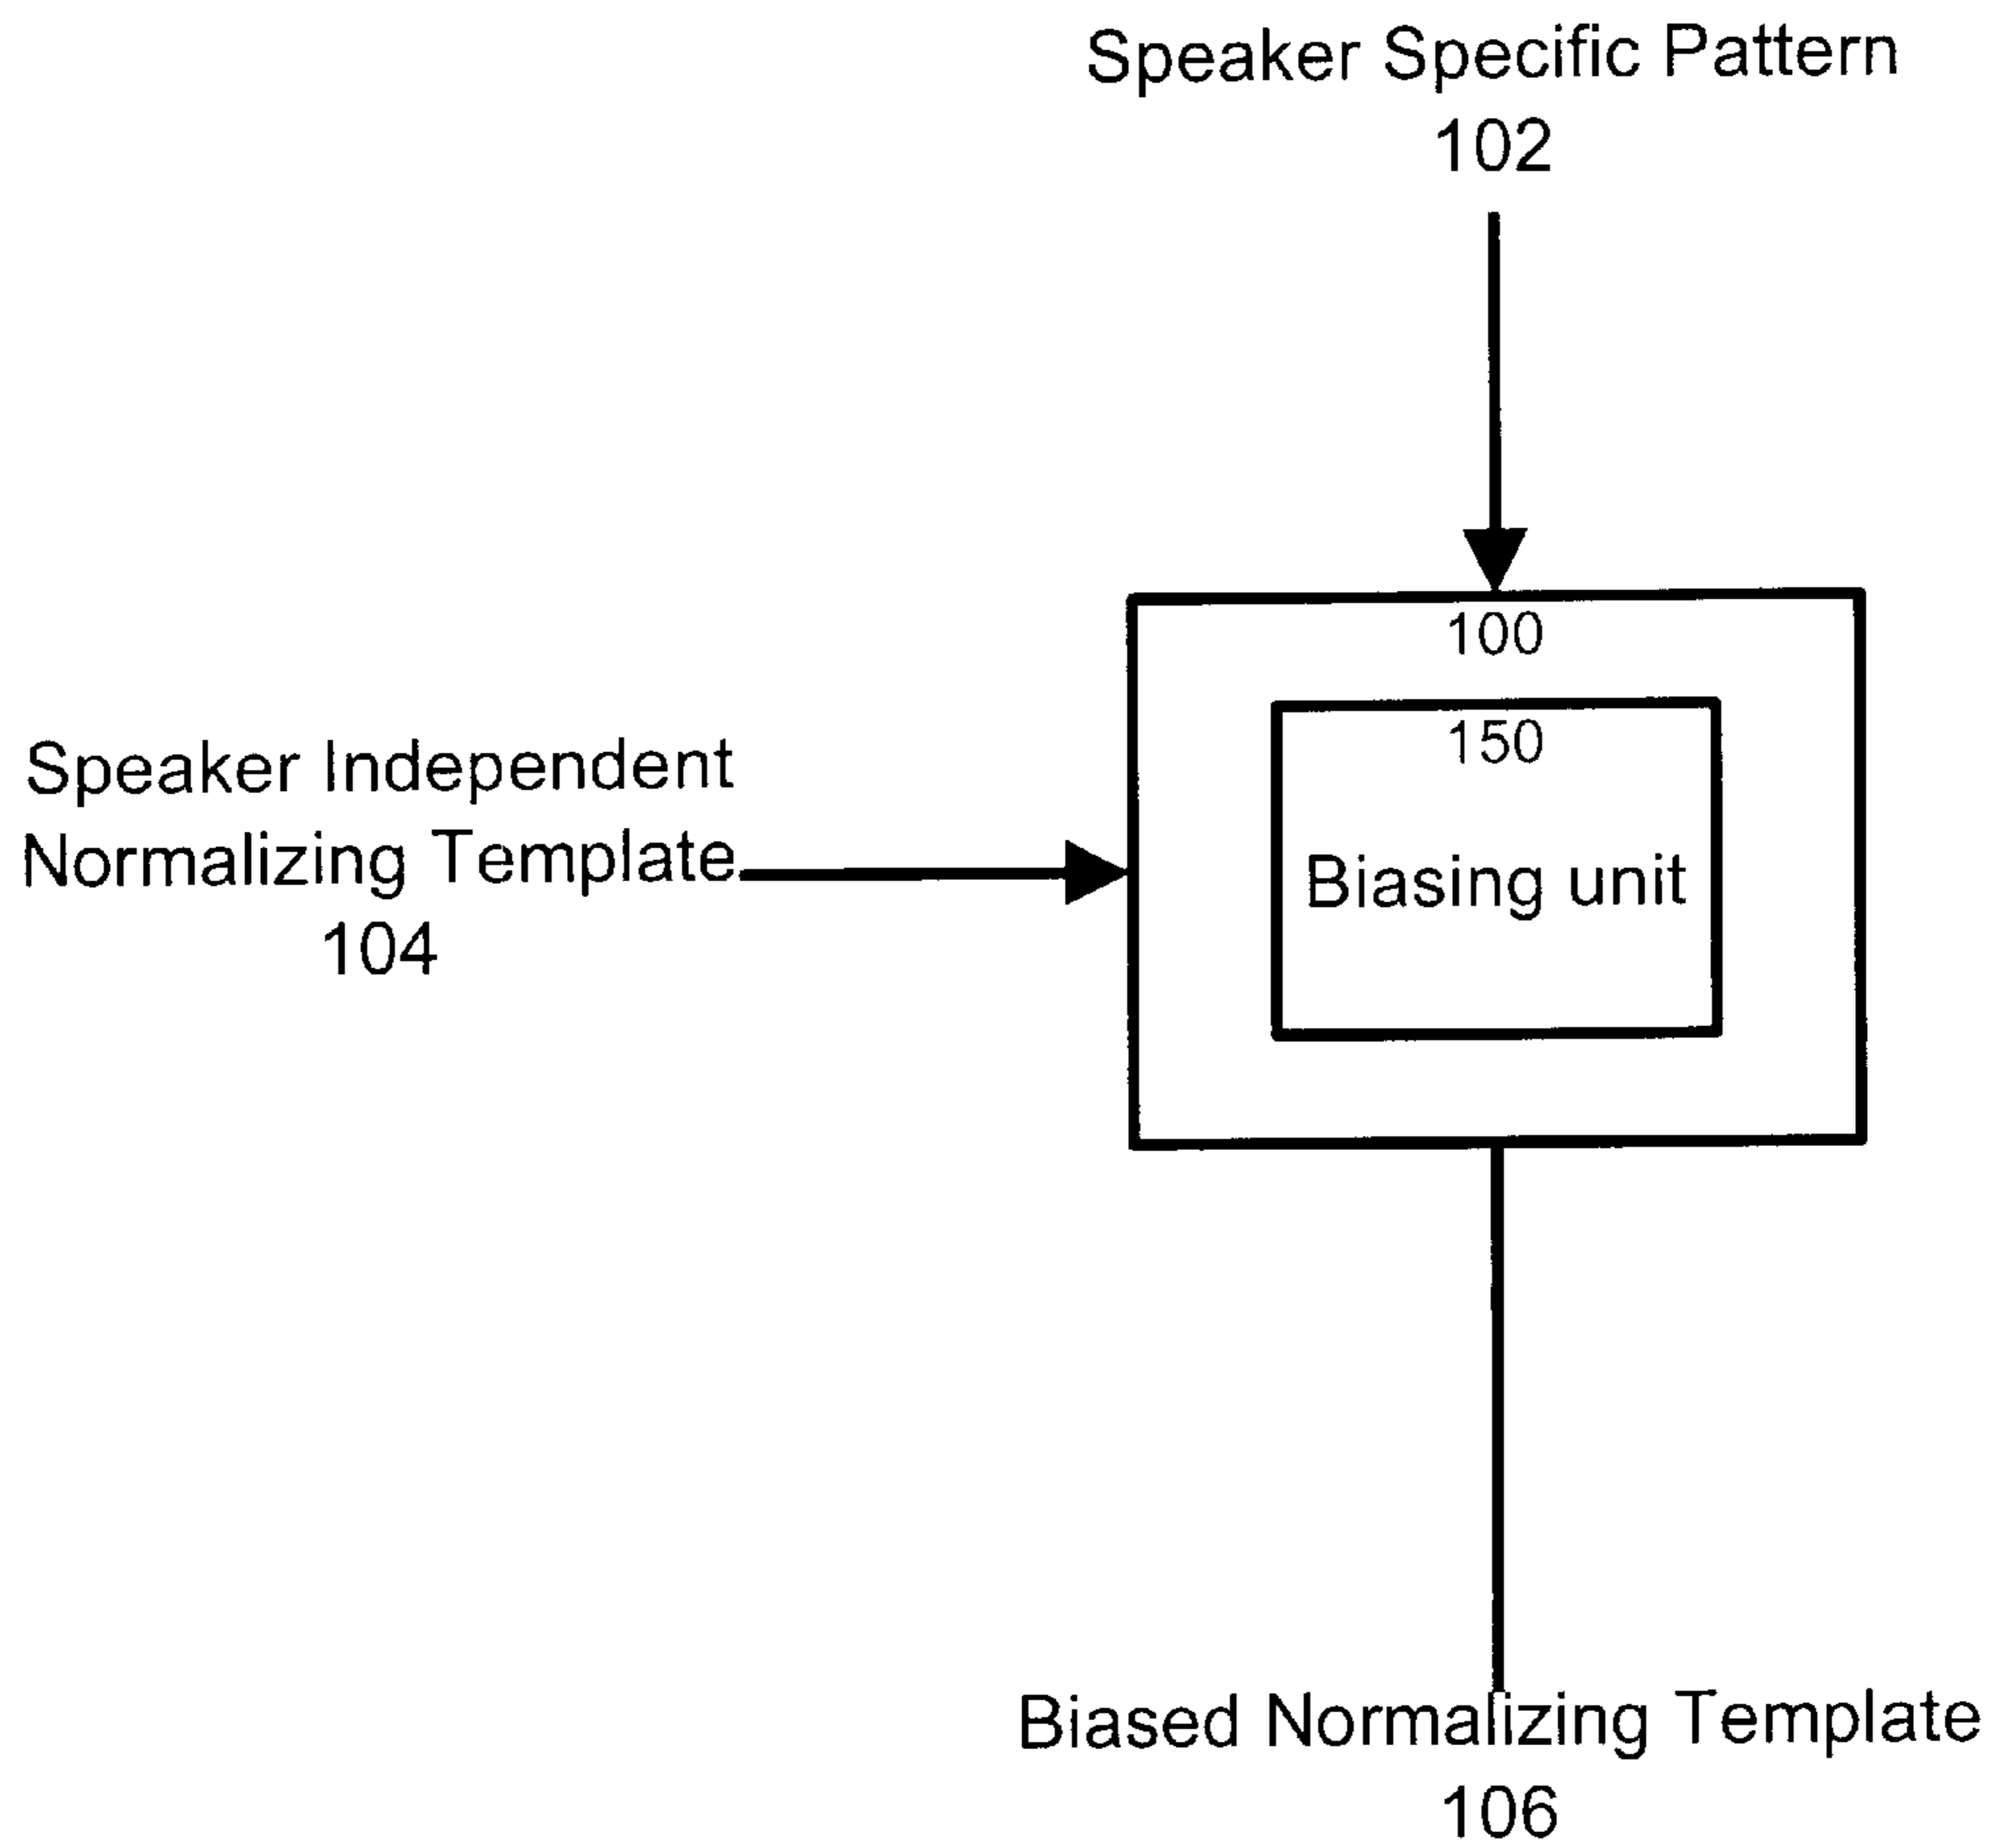 Speaker Specific Pattern
102
100
150
Speaker Independent
Normalizing Template
104
Biasing unit
Biased Normalizing Template
106